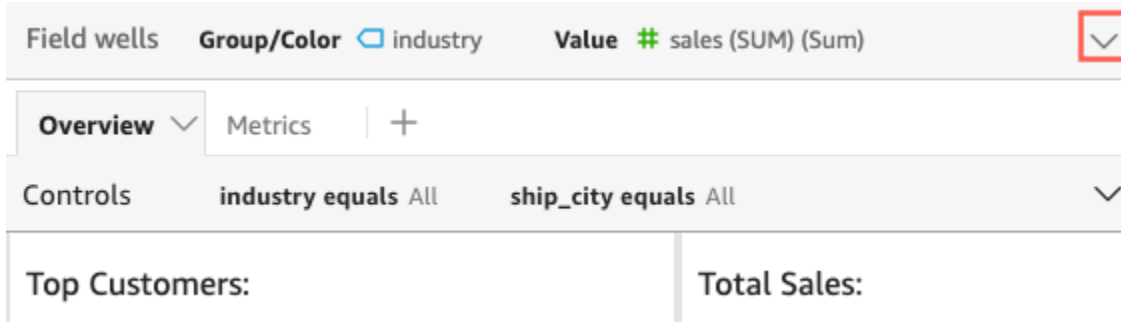 Field wells Group/Color industry Value # sales (SUM) (Sum)
Overview Metrics +
Controls industry equals All ship_city equals All
Top Customers: Total Sales: